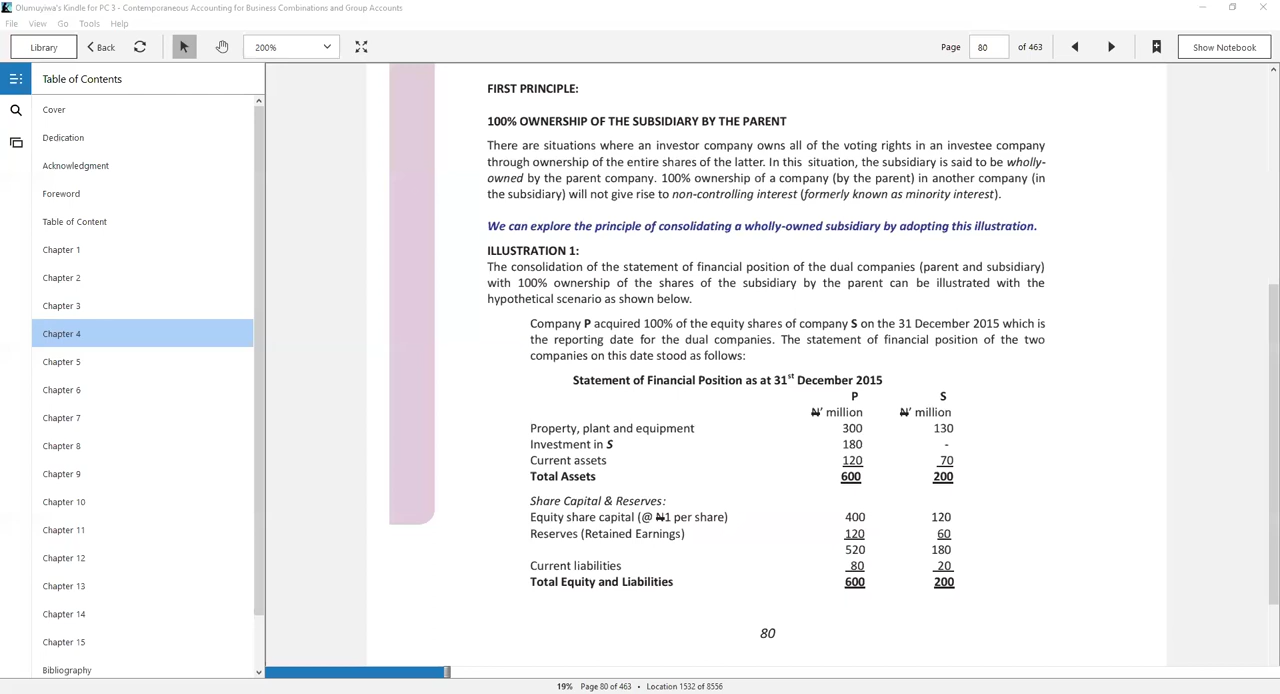 Olumuyiwa's Kindle for PC 3 - Contemporaneous Accounting for Business Combinations and Group Accounts
File View Go Tools Help
Library Back 200% Page 80 of 463 Show Notebook
Table of Contents
Cover
Dedication
Acknowledgment
Foreword
Table of Content
Chapter 1
Chapter 2
Chapter 3
Chapter 4
Chapter 5
Chapter 6
Chapter 7
Chapter 8
Chapter 9
Chapter 10
Chapter 11
Chapter 12
Chapter 13
Chapter 14
Chapter 15
Bibliography
FIRST PRINCIPLE:
100% OWNERSHIP OF THE SUBSIDIARY BY THE PARENT
There are situations where an investor company owns all of the voting rights in an investee company
through ownership of the entire shares of the latter. In this situation, the subsidiary is said to be wholly-
owned by the parent company. 100% ownership of a company (by the parent) in another company (in
the subsidiary) will not give rise to non-controlling interest (formerly known as minority interest).
We can explore the principle of consolidating a wholly-owned subsidiary by adopting this illustration.
ILLUSTRATION 1:
The consolidation of the statement of financial position of the dual companies (parent and subsidiary)
with 100% ownership of the shares of the subsidiary by the parent can be illustrated with the
hypothetical scenario as shown below.
Company P acquired 100% of the equity shares of company S on the 31 December 2015 which is
the reporting date for the dual companies. The statement of financial position of the two
companies on this date stood as follows:
Statement of Financial Position as at 31st December 2015
P S
₦' million ₦' million
Property, plant and equipment 300 130
Investment in S 180 -
Current assets 120 70
Total Assets 600 200
Share Capital & Reserves:
Equity share capital (@ ₦1 per share) 400 120
Reserves (Retained Earnings) 120 60
520 180
Current liabilities 80 20
Total Equity and Liabilities 600 200
80
19% Page 80 of 463 • Location 1532 of 8556